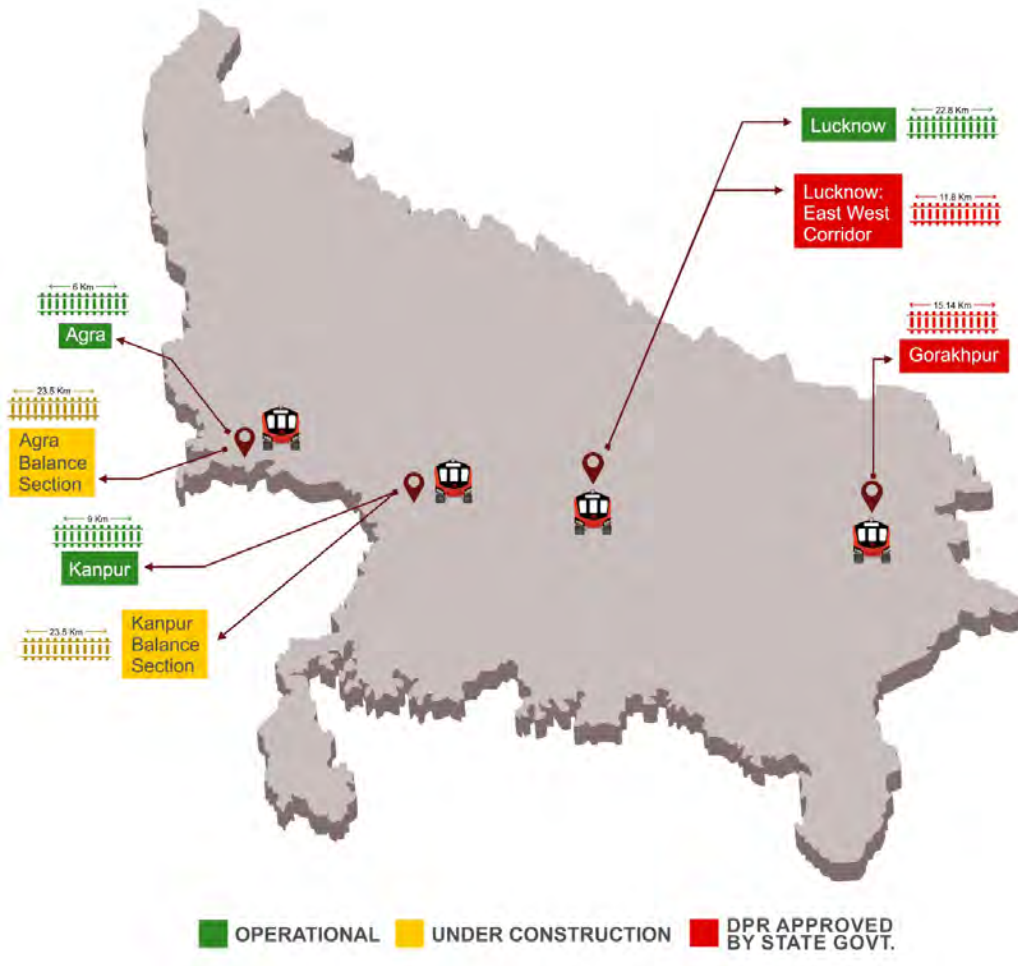 22.8 Km
Lucknow
Lucknow:
East West
Corridor
11.8 Km
6 Km
Agra
15.14 Km
Gorakhpur
23.5 Km
Agra
Balance
Section
9 Km
Kanpur
23.5 Km
Kanpur
Balance
Section
OPERATIONAL
UNDER CONSTRUCTION
DPR APPROVED
BY STATE GOVT.